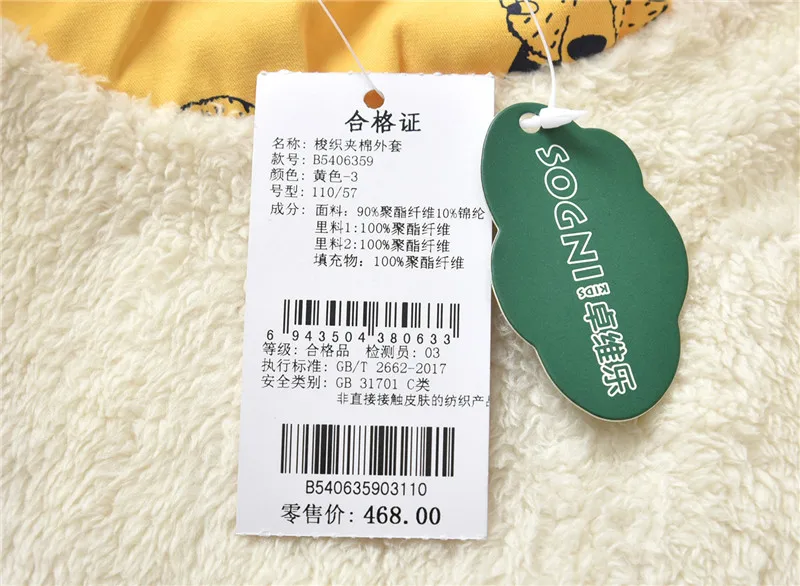 合格证
名称: 梭织夹棉外套
款号: B5406359
颜色: 黄色-3
号型: 110/57
成分: 面料: 90%聚酯纤维10%锦纶
里料1:100%聚酯纤维
里料2:100%聚酯纤维
填充物: 100%聚酯纤维
6 943504 380633
等级: 合格品 检测员: 03
执行标准: GB/T 2662-2017
安全类别: GB 31701 C类
非直接接触皮肤的纺织产品
B540635903110
零售价: 468.00
SOGNI KIDS 卓维乐